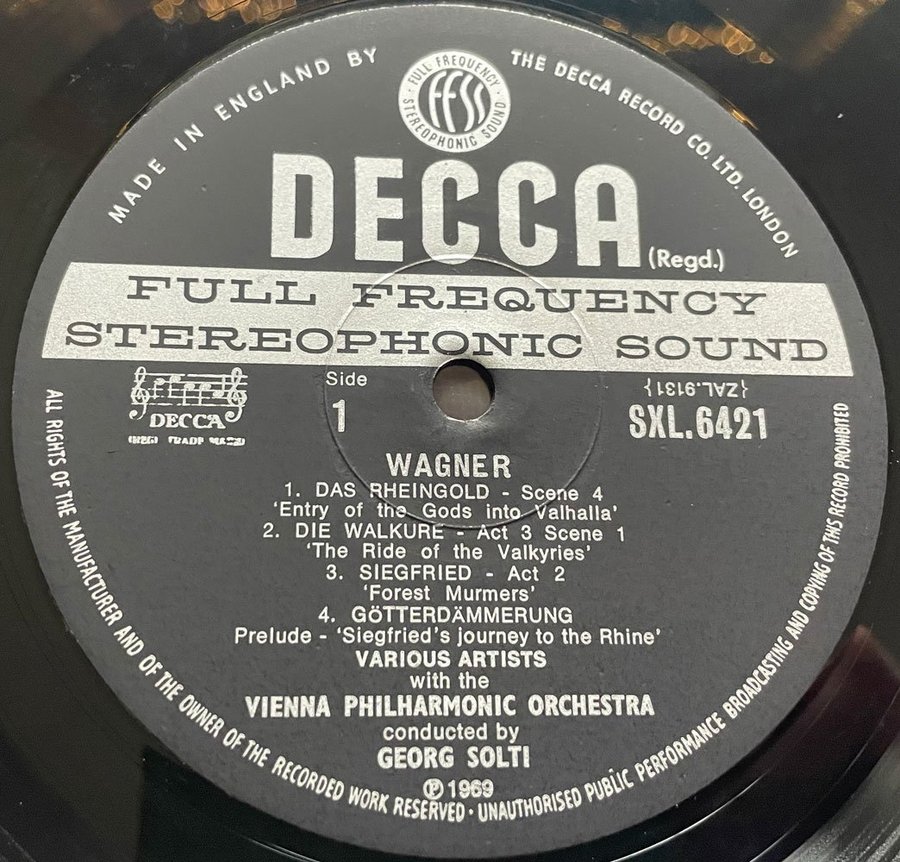 MADE IN ENGLAND BY
THE DECCA RECORD CO. LTD. LONDON
FULL FREQUENCY
FFSS
STEREOPHONIC SOUND
DECCA
(Regd.)
FULL FREQUENCY
STEREOPHONIC SOUND
DECCA
(REGD TRADE MARK)
Side
1
{ZAL.9131}
SXL.6421
WAGNER
1. DAS RHEINGOLD - Scene 4
'Entry of the Gods into Valhalla'
2. DIE WALKURE - Act 3 Scene 1
'The Ride of the Valkyries'
3. SIEGFRIED - Act 2
'Forest Murmers'
4. GÖTTERDÄMMERUNG
Prelude - 'Siegfried's journey to the Rhine'
VARIOUS ARTISTS
with the
VIENNA PHILHARMONIC ORCHESTRA
conducted by
GEORG SOLTI
℗ 1969
ALL RIGHTS OF THE MANUFACTURER AND OF THE OWNER OF THE RECORDED WORK RESERVED · UNAUTHORISED PUBLIC PERFORMANCE BROADCASTING AND COPYING OF THIS RECORD PROHIBITED